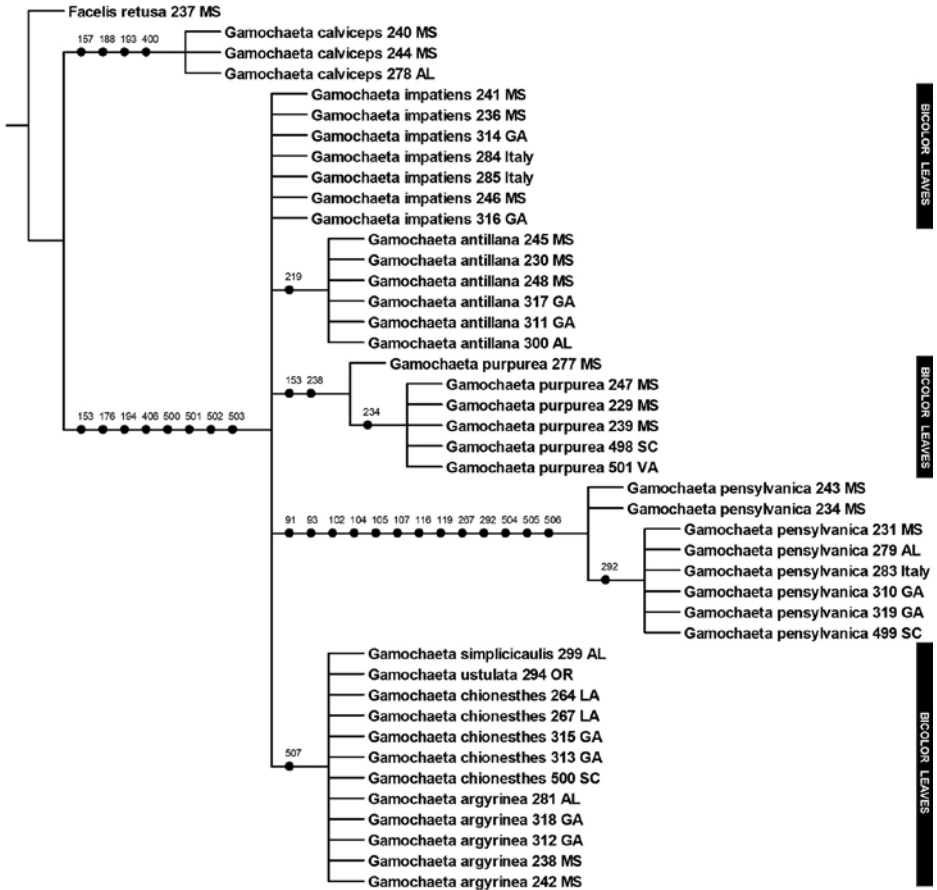 Facelis retusa 237 MS
157 188 193 400
Gamochaeta calviceps 240 MS
Gamochaeta calviceps 244 MS
Gamochaeta calviceps 278 AL
Gamochaeta impatiens 241 MS
Gamochaeta impatiens 236 MS
Gamochaeta impatiens 314 GA
Gamochaeta impatiens 284 Italy
Gamochaeta impatiens 285 Italy
Gamochaeta impatiens 246 MS
Gamochaeta impatiens 316 GA
BICOLOR LEAVES
Gamochaeta antillana 245 MS
Gamochaeta antillana 230 MS
Gamochaeta antillana 248 MS
219
Gamochaeta antillana 317 GA
Gamochaeta antillana 311 GA
Gamochaeta antillana 300 AL
Gamochaeta purpurea 277 MS
153 238
Gamochaeta purpurea 247 MS
Gamochaeta purpurea 229 MS
234
Gamochaeta purpurea 239 MS
Gamochaeta purpurea 498 SC
Gamochaeta purpurea 501 VA
BICOLOR LEAVES
153 176 194 406 500 501 502 503
Gamochaeta pensylvanica 243 MS
Gamochaeta pensylvanica 234 MS
91 93 102 104 105 107 116 119 267 292 504 505 506
Gamochaeta pensylvanica 231 MS
Gamochaeta pensylvanica 279 AL
292
Gamochaeta pensylvanica 283 Italy
Gamochaeta pensylvanica 310 GA
Gamochaeta pensylvanica 319 GA
Gamochaeta pensylvanica 499 SC
Gamochaeta simplicicaulis 299 AL
Gamochaeta ustulata 294 OR
Gamochaeta chionesthes 264 LA
Gamochaeta chionesthes 267 LA
Gamochaeta chionesthes 315 GA
507
Gamochaeta chionesthes 313 GA
Gamochaeta chionesthes 500 SC
Gamochaeta argyrinea 281 AL
Gamochaeta argyrinea 318 GA
Gamochaeta argyrinea 312 GA
Gamochaeta argyrinea 238 MS
Gamochaeta argyrinea 242 MS
BICOLOR LEAVES